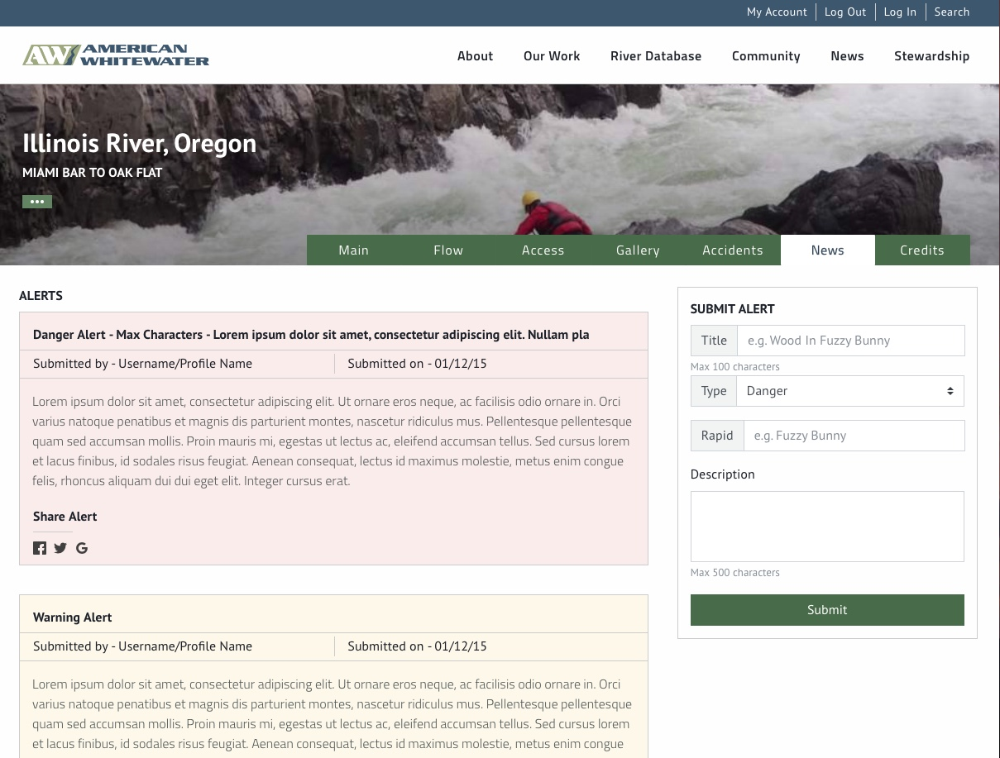 My Account Log Out Log In Search
AW AMERICAN
WHITEWATER
About Our Work River Database Community News Stewardship
Illinois River, Oregon
MIAMI BAR TO OAK FLAT
Main Flow Access Gallery Accidents News Credits
ALERTS
Danger Alert - Max Characters - Lorem ipsum dolor sit amet, consectetur adipiscing elit. Nullam pla
Submitted by - Username/Profile Name Submitted on - 01/12/15
Lorem ipsum dolor sit amet, consectetur adipiscing elit. Ut ornare eros neque, ac facilisis odio ornare in. Orci
varius natoque penatibus et magnis dis parturient montes, nascetur ridiculus mus. Pellentesque pellentesque
quam sed accumsan mollis. Proin mauris mi, egestas ut lectus ac, eleifend accumsan tellus. Sed cursus lorem
et lacus finibus, id sodales risus feugiat. Aenean consequat, lectus id maximus molestie, metus enim congue
felis, rhoncus aliquam dui dui eget elit. Integer cursus erat.
Share Alert
Warning Alert
Submitted by - Username/Profile Name Submitted on - 01/12/15
Lorem ipsum dolor sit amet, consectetur adipiscing elit. Ut ornare eros neque, ac facilisis odio ornare in. Orci
varius natoque penatibus et magnis dis parturient montes, nascetur ridiculus mus. Pellentesque pellentesque
quam sed accumsan mollis. Proin mauris mi, egestas ut lectus ac, eleifend accumsan tellus. Sed cursus lorem
et lacus finibus, id sodales risus feugiat. Aenean consequat, lectus id maximus molestie, metus enim congue
SUBMIT ALERT
Title e.g. Wood In Fuzzy Bunny
Max 100 characters
Type Danger
Rapid e.g. Fuzzy Bunny
Description
Max 500 characters
Submit